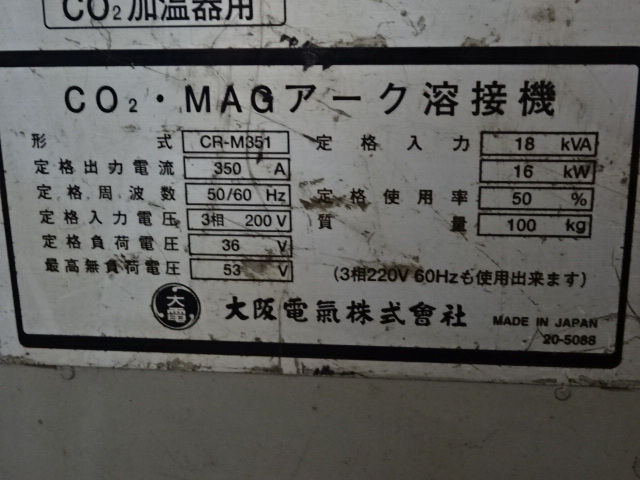 CO₂加温器用
CO₂・MAGアーク溶接機
形式 CR-M351 定格入力 18 kVA
定格出力電流 350 A 16 kW
定格周波数 50/60 Hz 定格使用率 50 %
定格入力電圧 3相 200 V 質量 100 kg
定格負荷電圧 36 V
最高無負荷電圧 53 V (3相220V 60Hzも使用出来ます)
大阪電氣株式會社 MADE IN JAPAN
20-5088